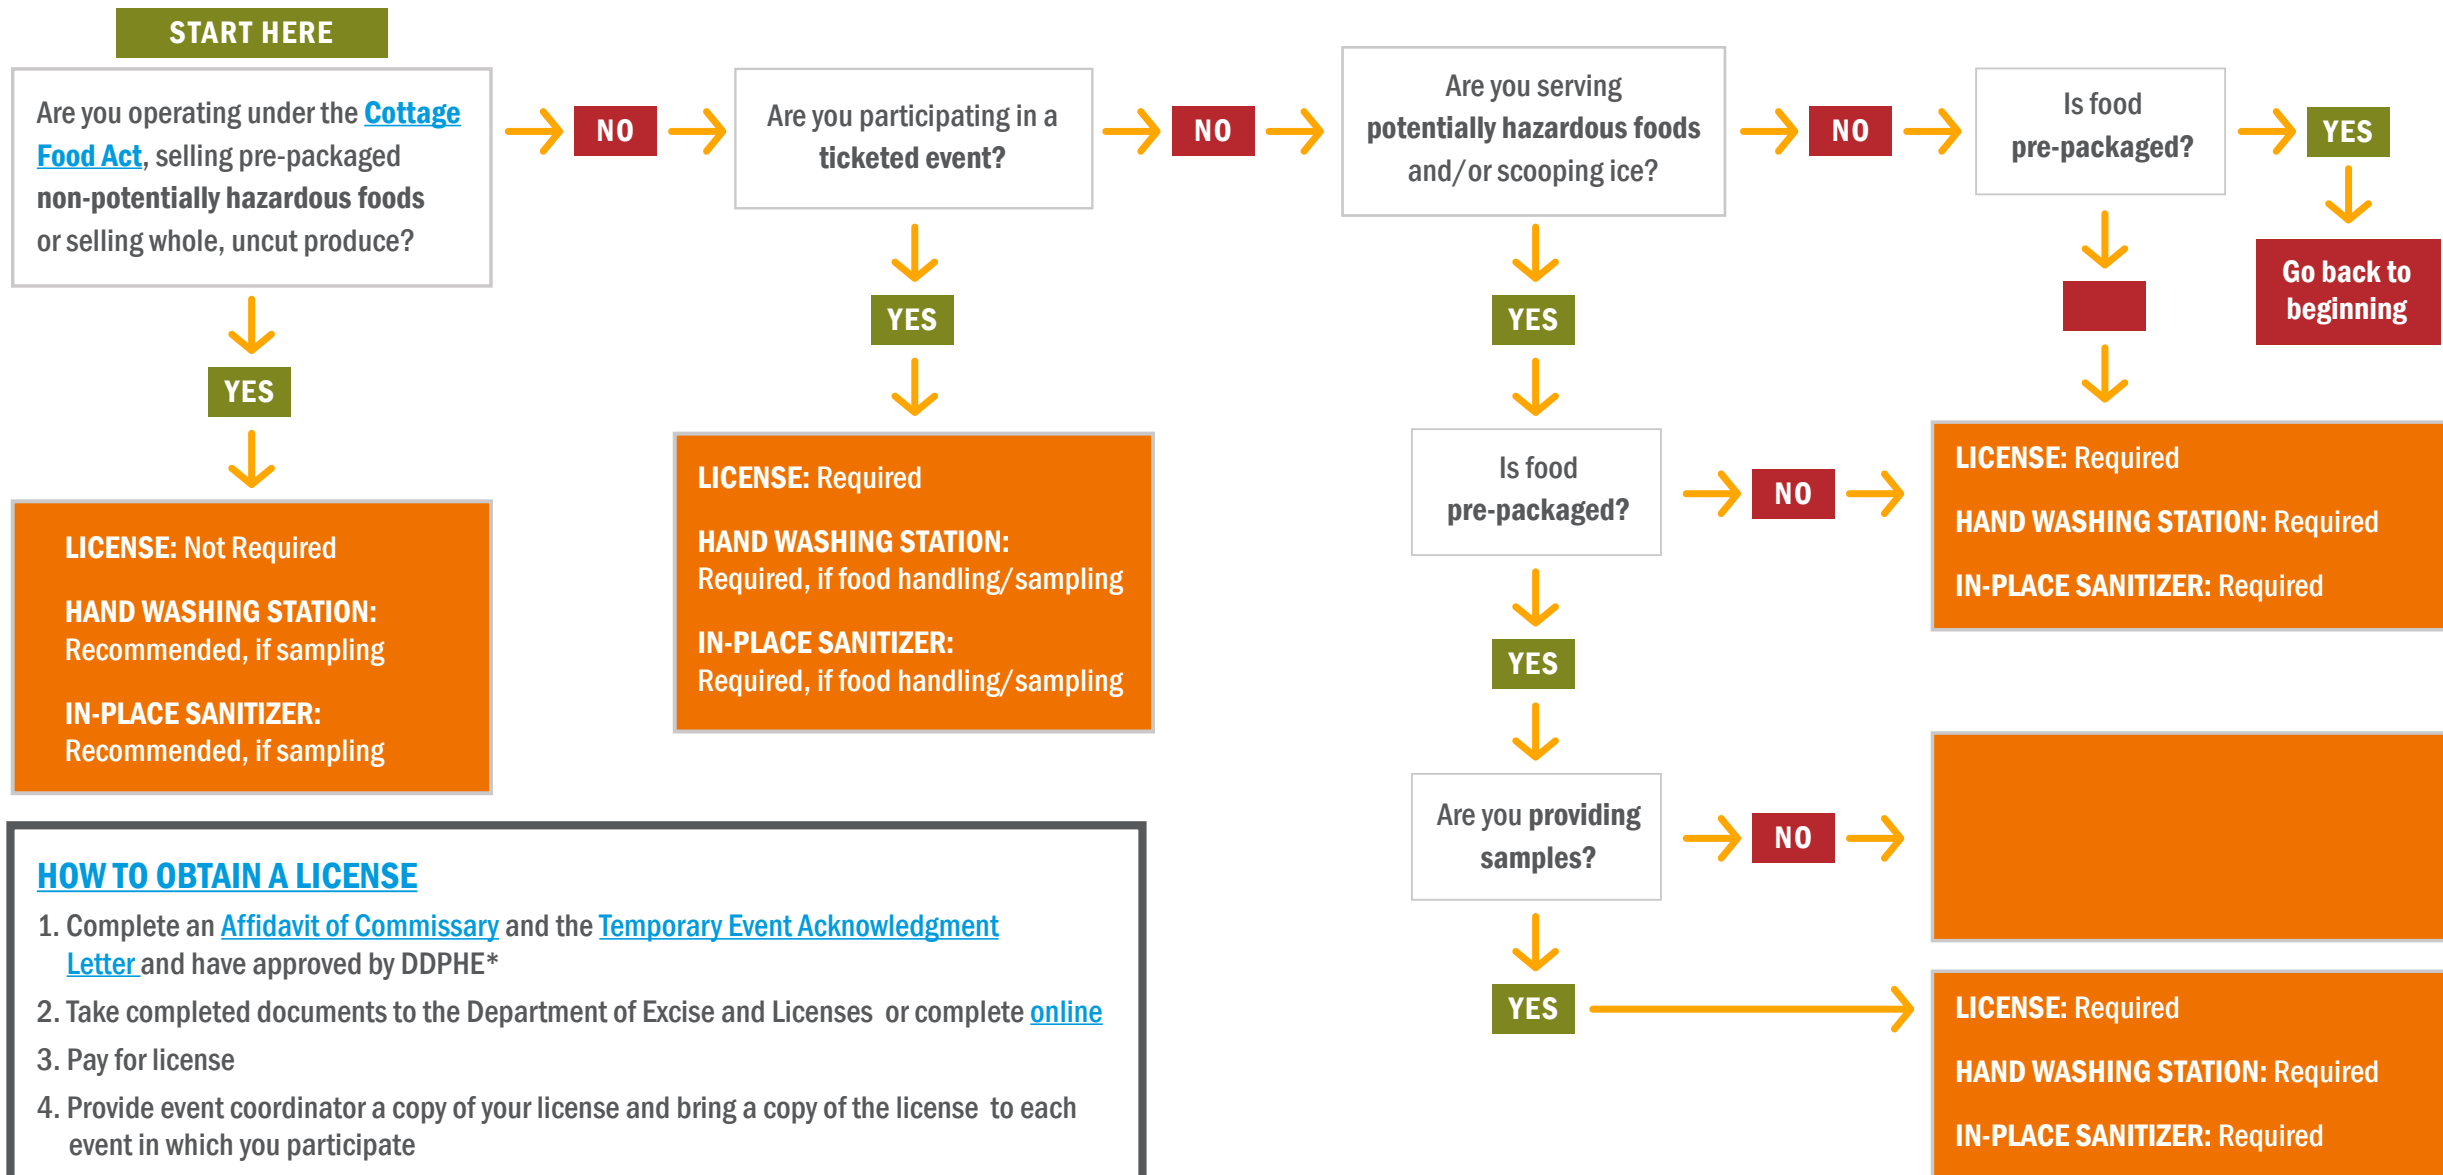 START HERE
Are you operating under the Cottage
Food Act, selling pre-packaged
non-potentially hazardous foods
or selling whole, uncut produce?
NO
Are you participating in a
ticketed event?
NO
Are you serving
potentially hazardous foods
and/or scooping ice?
NO
Is food
pre-packaged?
YES
Go back to
beginning
YES
LICENSE: Not Required
HAND WASHING STATION:
Recommended, if sampling
IN-PLACE SANITIZER:
Recommended, if sampling
YES
LICENSE: Required
HAND WASHING STATION:
Required, if food handling/sampling
IN-PLACE SANITIZER:
Required, if food handling/sampling
YES
Is food
pre-packaged?
NO
LICENSE: Required
HAND WASHING STATION: Required
IN-PLACE SANITIZER: Required
YES
Are you providing
samples?
NO
YES
LICENSE: Required
HAND WASHING STATION: Required
IN-PLACE SANITIZER: Required
HOW TO OBTAIN A LICENSE
1. Complete an Affidavit of Commissary and the Temporary Event Acknowledgment
Letter and have approved by DDPHE*
2. Take completed documents to the Department of Excise and Licenses or complete online
3. Pay for license
4. Provide event coordinator a copy of your license and bring a copy of the license to each
event in which you participate